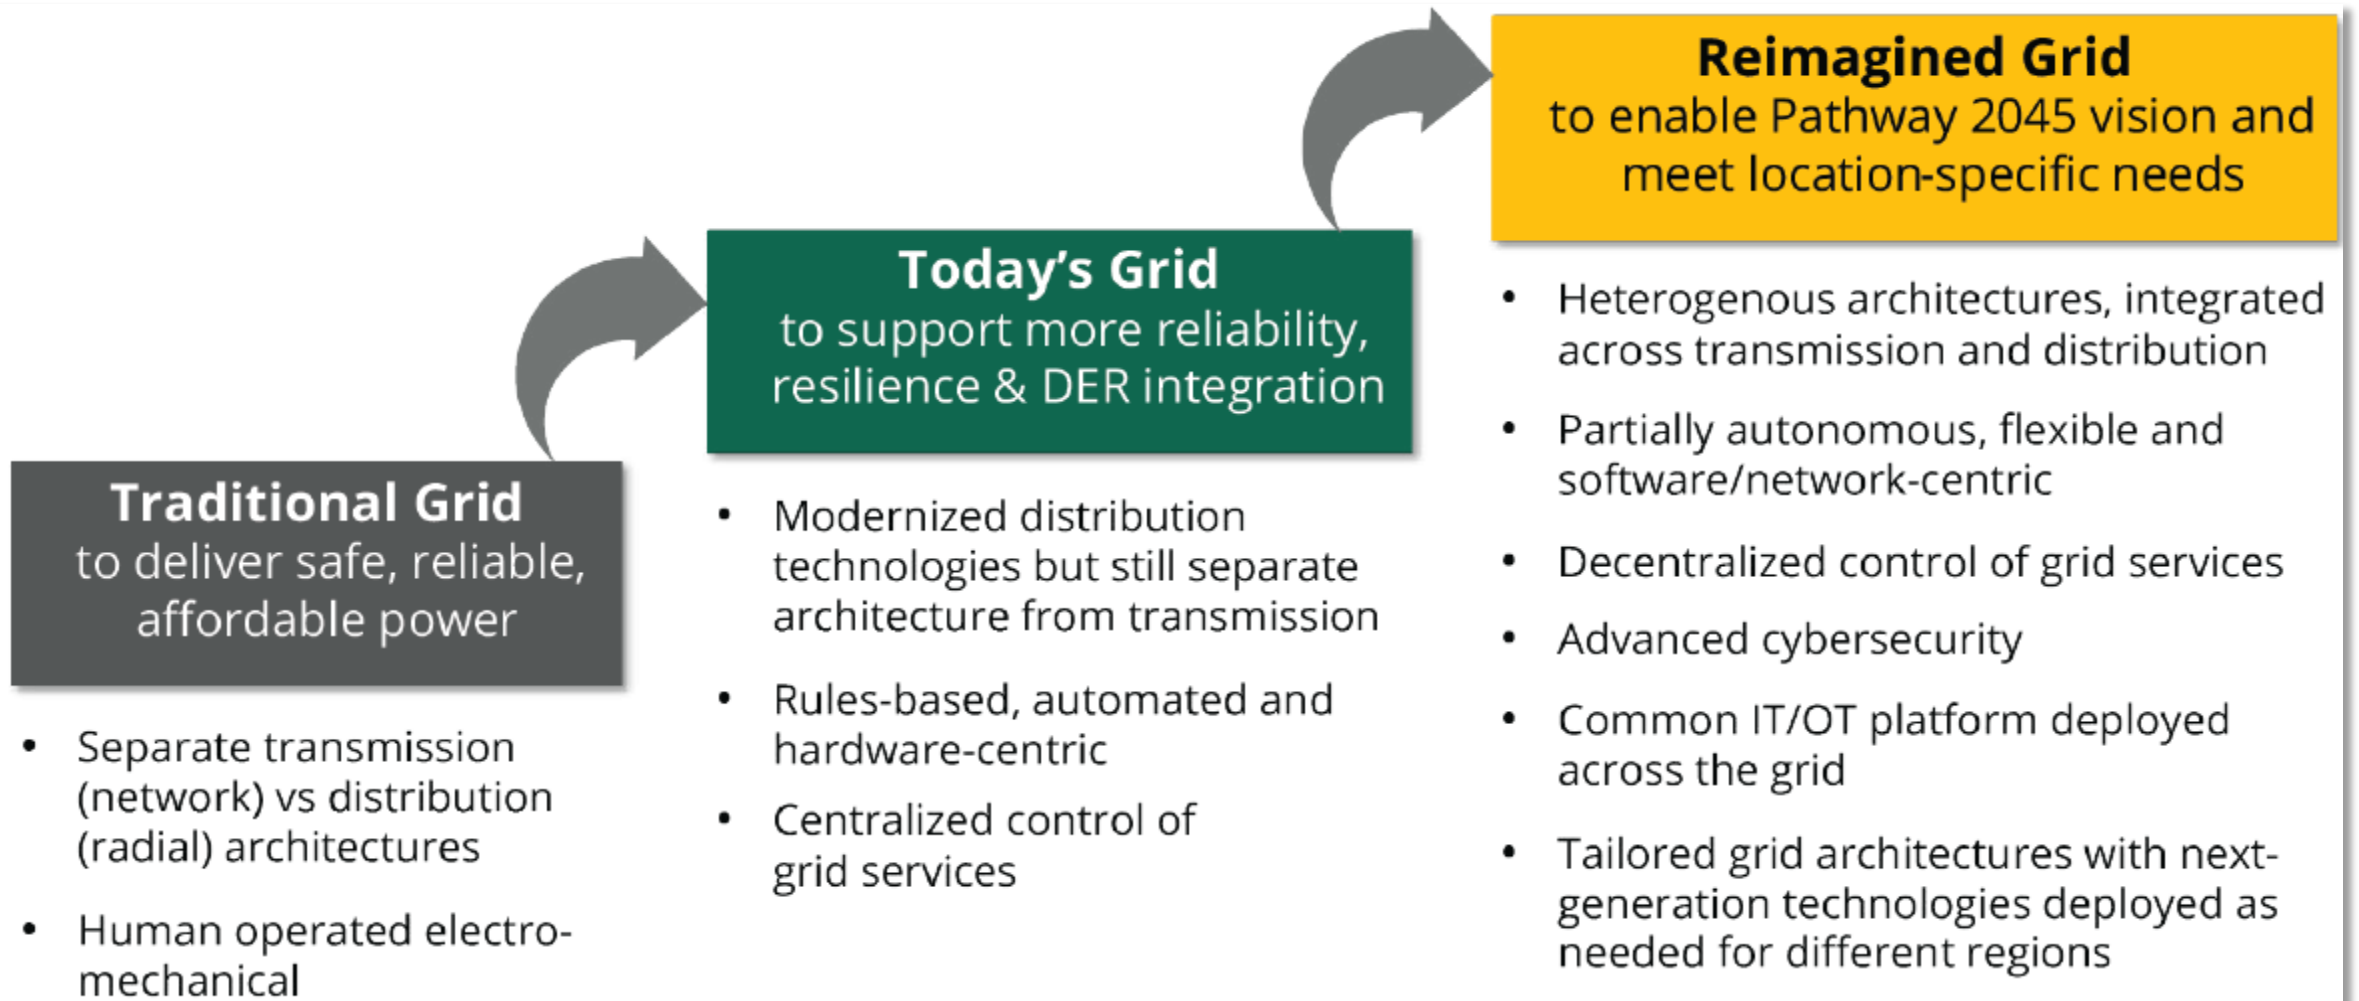 Traditional Grid
to deliver safe, reliable,
affordable power
• Separate transmission
(network) vs distribution
(radial) architectures
• Human operated electro-
mechanical
Today’s Grid
to support more reliability,
resilience & DER integration
• Modernized distribution
technologies but still separate
architecture from transmission
• Rules-based, automated and
hardware-centric
• Centralized control of
grid services
Reimagined Grid
to enable Pathway 2045 vision and
meet location-specific needs
• Heterogenous architectures, integrated
across transmission and distribution
• Partially autonomous, flexible and
software/network-centric
• Decentralized control of grid services
• Advanced cybersecurity
• Common IT/OT platform deployed
across the grid
• Tailored grid architectures with next-
generation technologies deployed as
needed for different regions